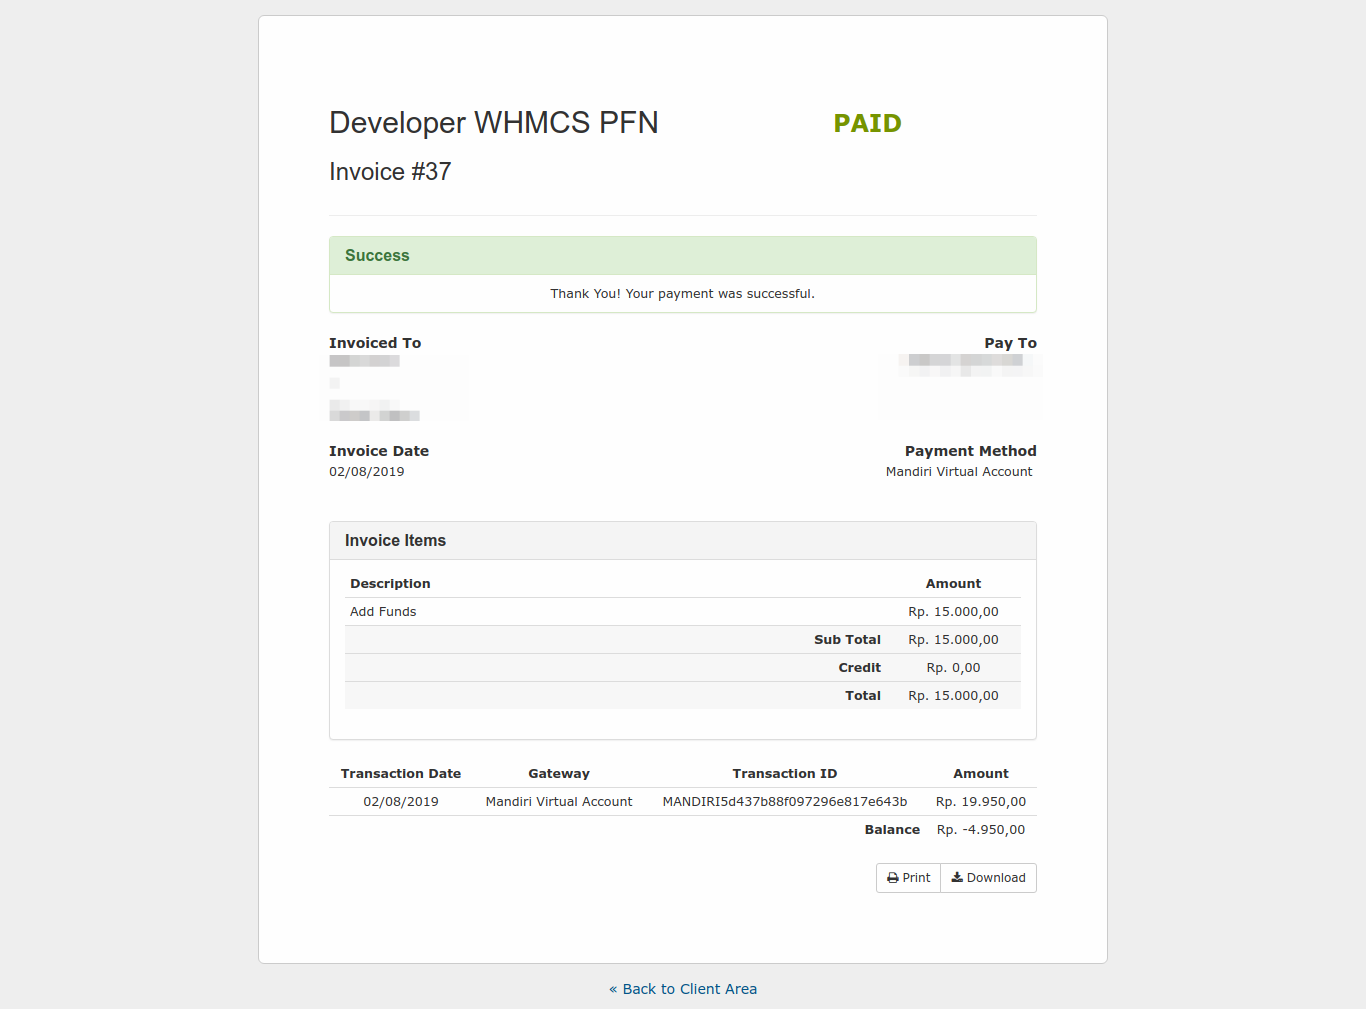 Developer WHMCS PFN
PAID
Invoice #37
Success
Thank You! Your payment was successful.
Invoiced To
Pay To
Invoice Date
Payment Method
02/08/2019
Mandiri Virtual Account
Invoice Items
Description Amount
Add Funds Rp. 15.000,00
Sub Total Rp. 15.000,00
Credit Rp. 0,00
Total Rp. 15.000,00
Transaction Date Gateway Transaction ID Amount
02/08/2019 Mandiri Virtual Account MANDIRI5d437b88f097296e817e643b Rp. 19.950,00
Balance Rp. -4.950,00
Print Download
« Back to Client Area